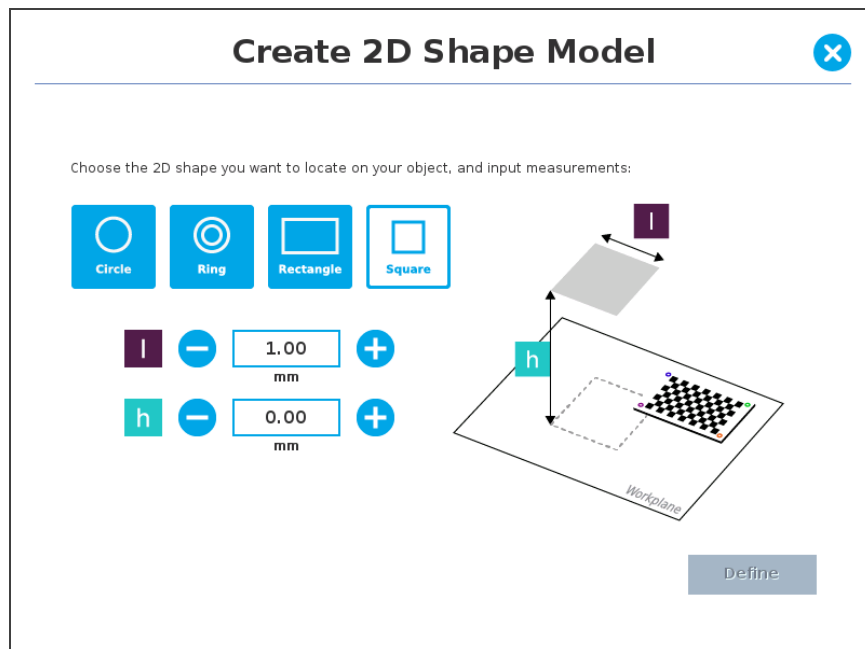 Create 2D Shape Model
Choose the 2D shape you want to locate on your object, and input measurements:
Circle
Ring
Rectangle
Square
l
l
1.00
mm
h
h
0.00
mm
Workplane
Define